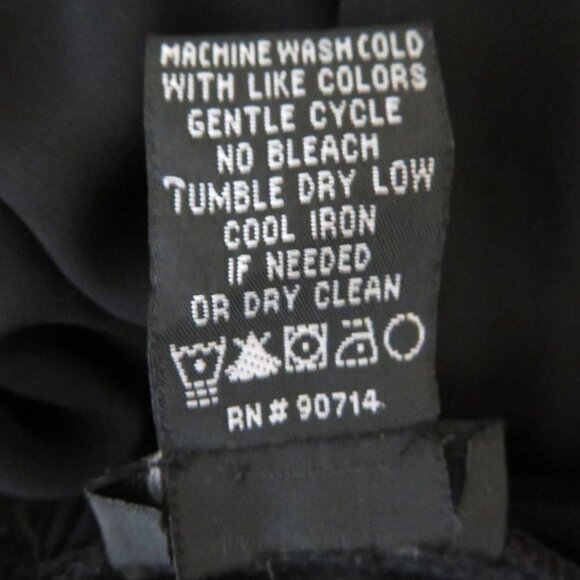 MACHINE WASH COLD
WITH LIKE COLORS
GENTLE CYCLE
NO BLEACH
TUMBLE DRY LOW
COOL IRON
IF NEEDED
OR DRY CLEAN
RN # 90714